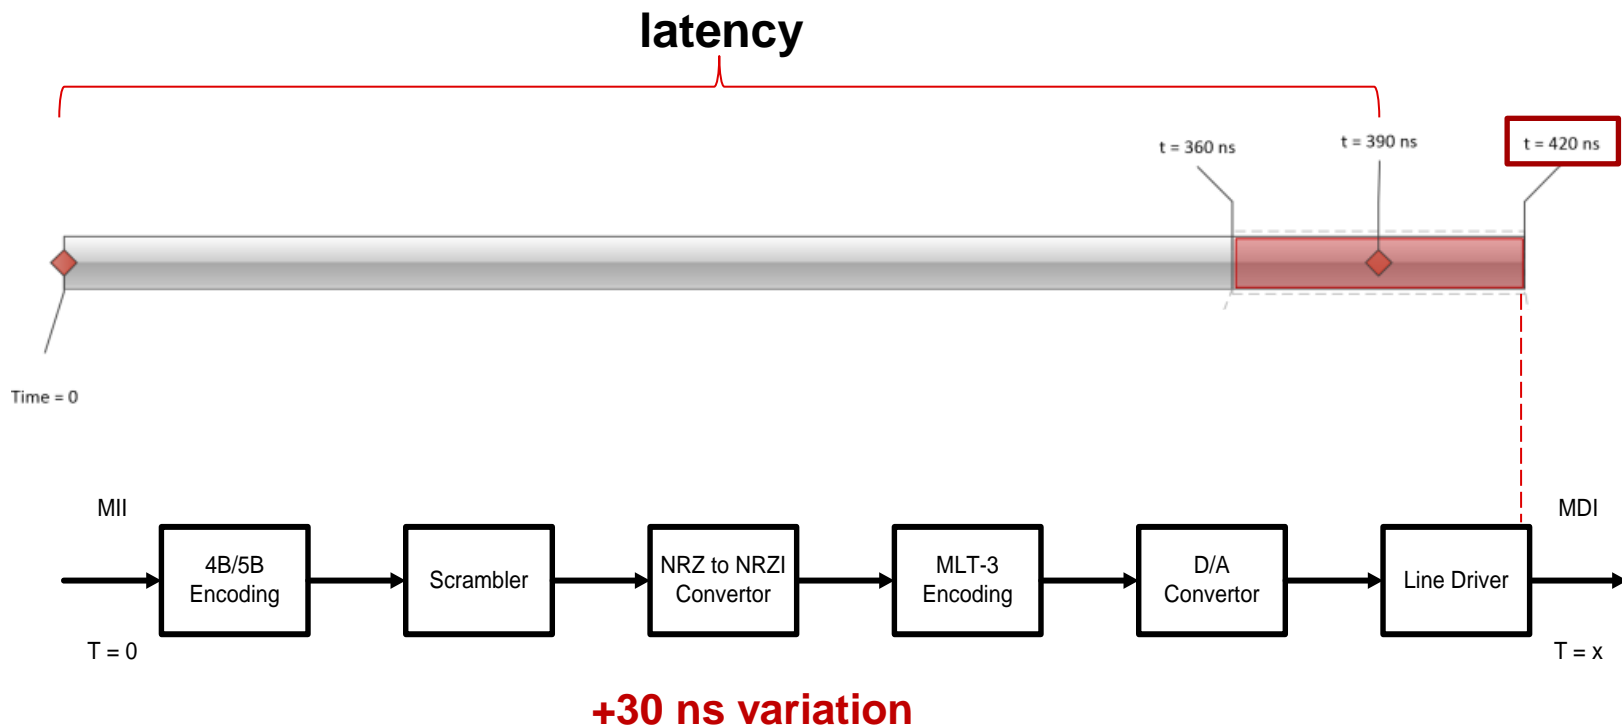 latency
t = 360 ns
t = 390 ns
t = 420 ns
Time = 0
MII
MDI
4B/5B
Encoding
Scrambler
NRZ to NRZI
Convertor
MLT-3
Encoding
D/A
Convertor
Line Driver
T = 0
T = x
+30 ns variation